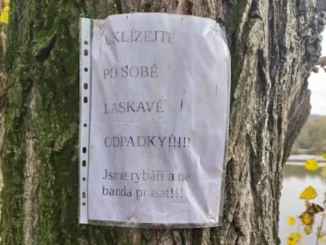 UKLÍZEJTE
PO SOBĚ
LASKAVĚ
ODPADKY!!!!!
Jsme rybáři a ne
banda prasat!!!